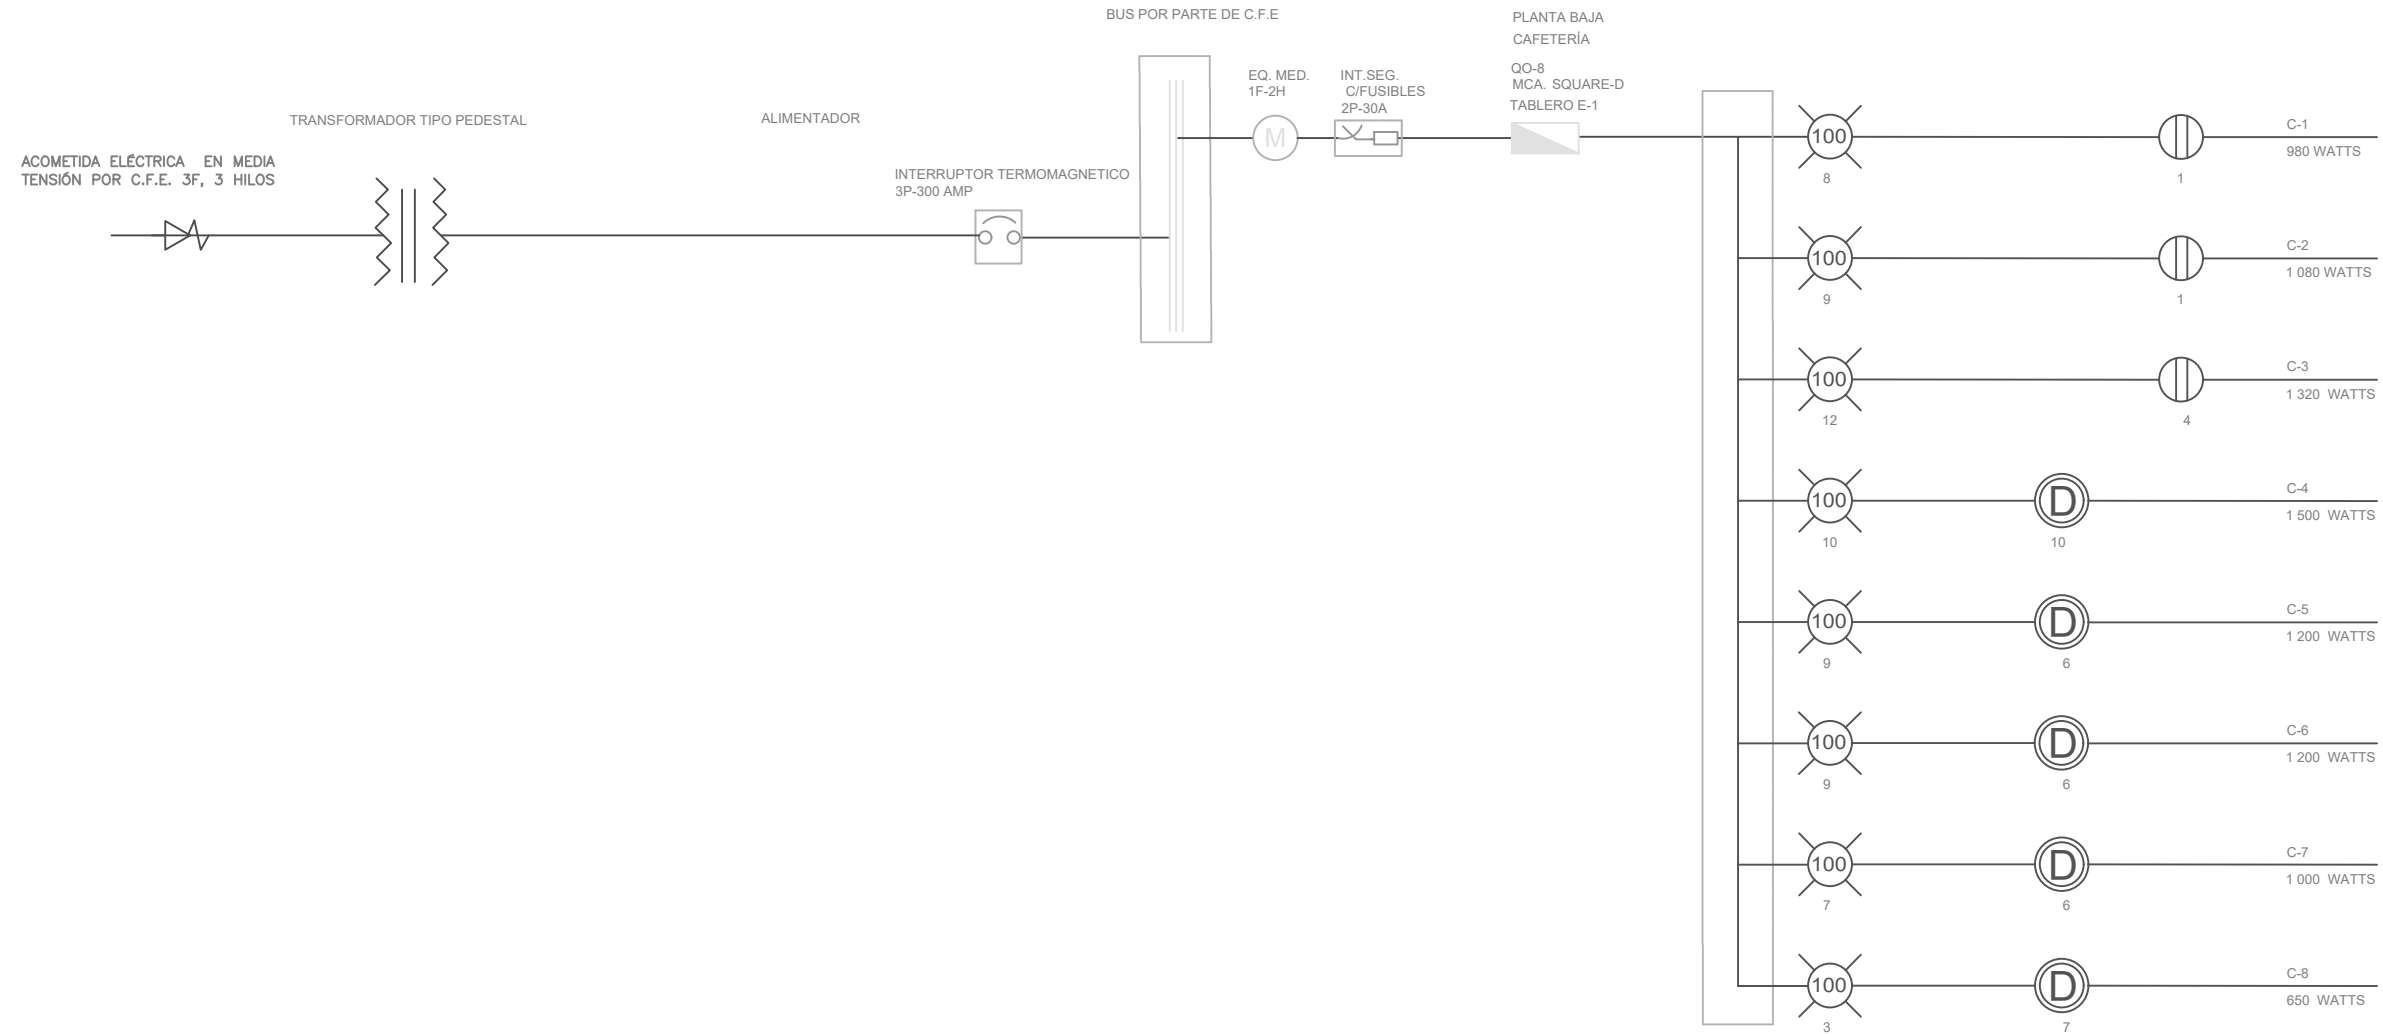 BUS POR PARTE DE C.F.E
PLANTA BAJA
CAFETERÍA
QO-8
MCA. SQUARE-D
TABLERO E-1
EQ. MED.
1F-2H
INT.SEG.
C/FUSIBLES
2P-30A
TRANSFORMADOR TIPO PEDESTAL
ALIMENTADOR
ACOMETIDA ELÉCTRICA EN MEDIA
TENSIÓN POR C.F.E. 3F, 3 HILOS
INTERRUPTOR TERMOMAGNETICO
3P-300 AMP
M
100
8
1
C-1
980 WATTS
100
9
1
C-2
1 080 WATTS
100
12
4
C-3
1 320 WATTS
100
10
D
10
C-4
1 500 WATTS
100
9
D
6
C-5
1 200 WATTS
100
9
D
6
C-6
1 200 WATTS
100
7
D
6
C-7
1 000 WATTS
100
3
D
7
C-8
650 WATTS